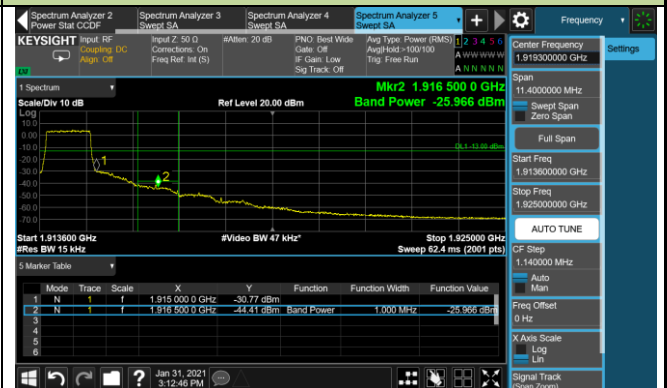 Spectrum Analyzer 2
Power Stat CCDF
Spectrum Analyzer 3
Swept SA
Spectrum Analyzer 4
Swept SA
Spectrum Analyzer 5
Swept SA
Frequency
KEYSIGHT
Input: RF
Coupling: DC
Align: Off
Input Z: 50 Ω
Corrections: On
Freq Ref: Int (S)
#Atten: 20 dB
PNO: Best Wide
Gate: Off
IF Gain: Low
Sig Track: Off
Avg Type: Power (RMS)
Avg|Hold:>100/100
Trig: Free Run
1 2 3 4 5 6
A W W W W W
A N N N N N
LXI
1 Spectrum
Scale/Div 10 dB
Ref Level 20.00 dBm
Mkr2 1.916 500 0 GHz
Band Power -25.966 dBm
Log
10.0
0.00
-10.0
-20.0
-30.0
-40.0
-50.0
-60.0
-70.0
DL1 -13.00 dBm
1
2
Start 1.913600 GHz
#Res BW 15 kHz
#Video BW 47 kHz*
Stop 1.925000 GHz
Sweep 62.4 ms (2001 pts)
5 Marker Table
Mode Trace Scale X Y Function Function Width Function Value
1 N 1 f 1.915 000 0 GHz -30.77 dBm
2 N 1 f 1.916 500 0 GHz -44.41 dBm Band Power 1.000 MHz -25.966 dBm
3
4
5
6
Jan 31, 2021
3:12:46 PM
Center Frequency
1.919300000 GHz
Settings
Span
11.4000000 MHz
Swept Span
Zero Span
Full Span
Start Freq
1.913600000 GHz
Stop Freq
1.925000000 GHz
AUTO TUNE
CF Step
1.140000 MHz
Auto
Man
Freq Offset
0 Hz
X Axis Scale
Log
Lin
Signal Track
(Span Zoom)